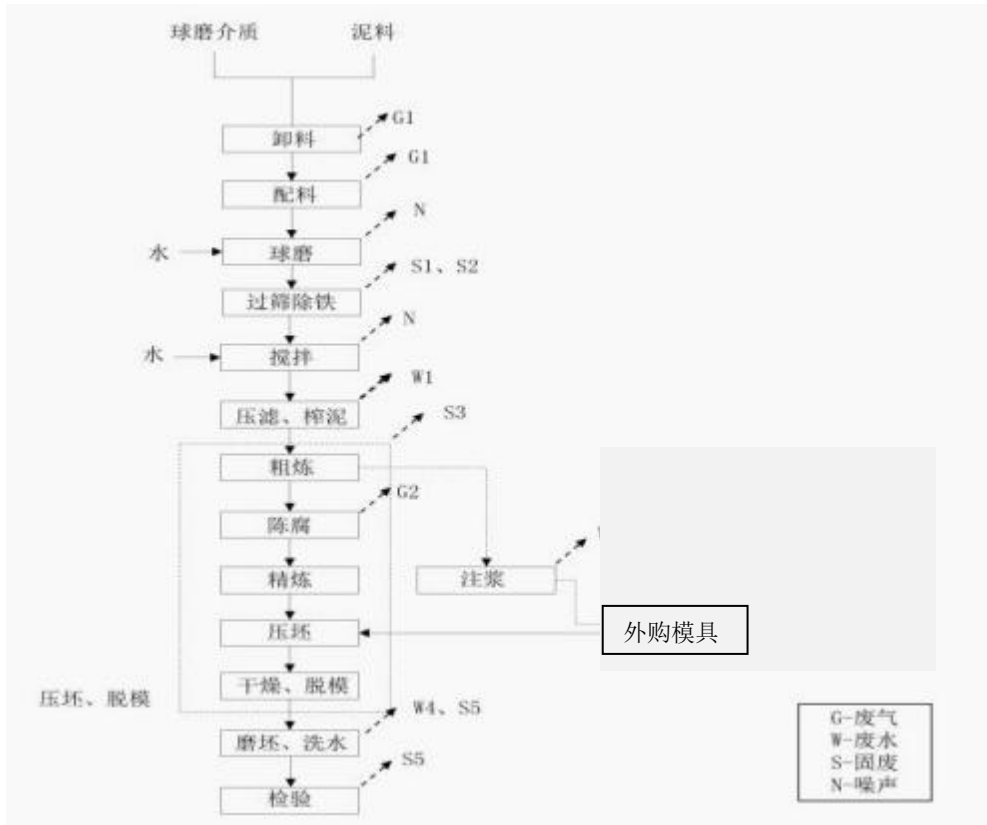 球磨介质 泥料
卸料
G1
配料
G1
水
球磨
N
过筛除铁
S1、S2
水
搅拌
N
压滤、榨泥
W1
S3
粗炼
陈腐
G2
精炼
注浆
压坯
外购模具
干燥、脱模
压坯、脱模
磨坯、洗水
W4、S5
检验
S5
G-废气
W-废水
S-固废
N-噪声